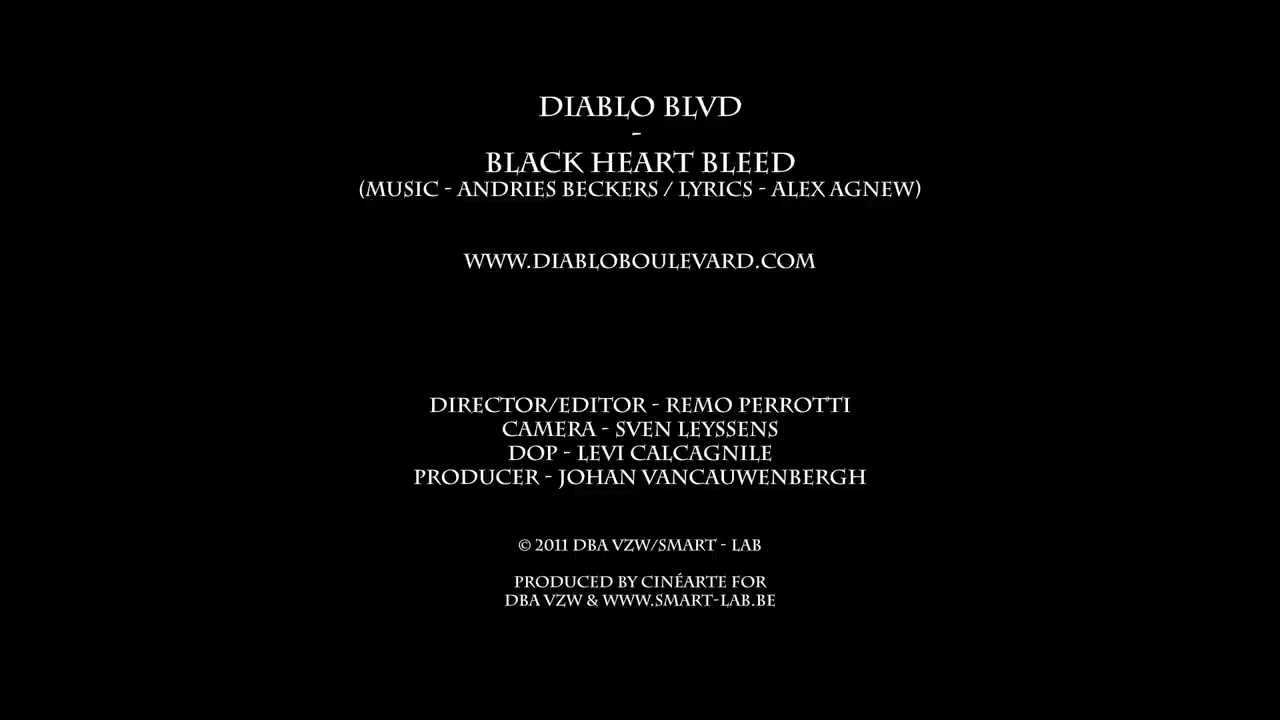 DIABLO BLVD
-
BLACK HEART BLEED
(MUSIC - ANDRIES BECKERS / LYRICS - ALEX AGNEW)
WWW.DIABLOBOULEVARD.COM
DIRECTOR/EDITOR - REMO PERROTTI
CAMERA - SVEN LEYSSENS
DOP - LEVI CALCAGNILE
PRODUCER - JOHAN VANCAUWENBERGH
© 2011 DBA VZW/SMART - LAB
PRODUCED BY CINÉARTE FOR
DBA VZW & WWW.SMART-LAB.BE